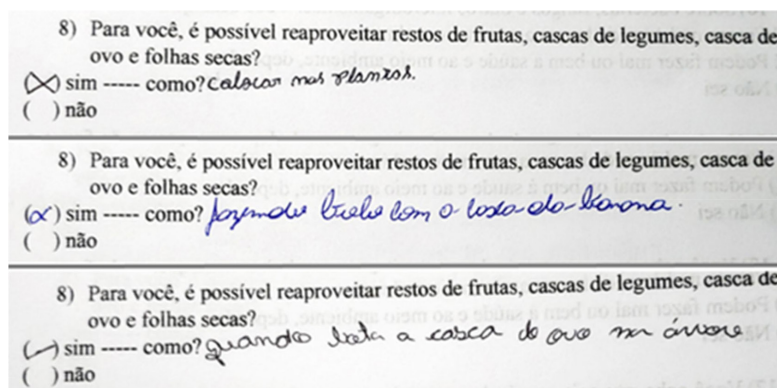 8) Para você, é possível reaproveitar restos de frutas, cascas de legumes, casca de
ovo e folhas secas?
(X) sim ----- como? Calocar nas plantas.
( ) não
8) Para você, é possível reaproveitar restos de frutas, cascas de legumes, casca de
ovo e folhas secas?
(X) sim ----- como? fazendo com a da banana.
( ) não
8) Para você, é possível reaproveitar restos de frutas, cascas de legumes, casca de
ovo e folhas secas?
( ) sim ----- como? quando bota a casca do ovo na árvore
( ) não